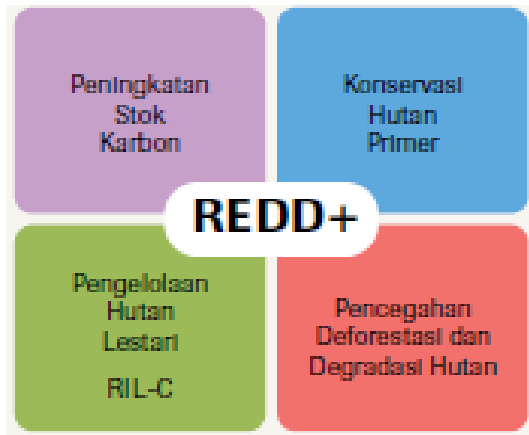 Peningkatan
Stok
Karbon
Konservasi
Hutan
Primer
REDD+
Pengelolaan
Hutan
Lestari
RIL-C
Pencegahan
Deforestasi dan
Degradasi Hutan